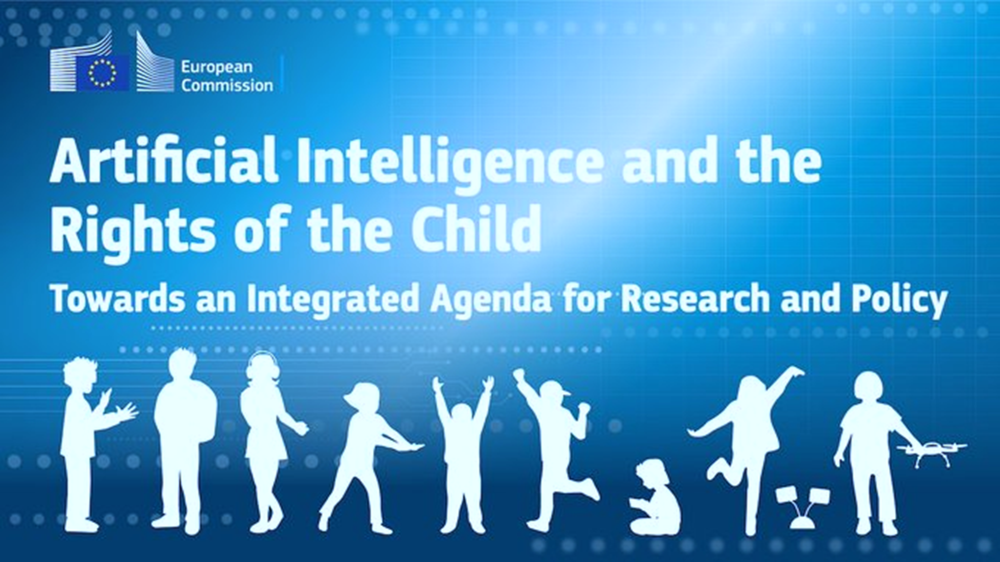 European
Commission
Artificial Intelligence and the
Rights of the Child
Towards an Integrated Agenda for Research and Policy